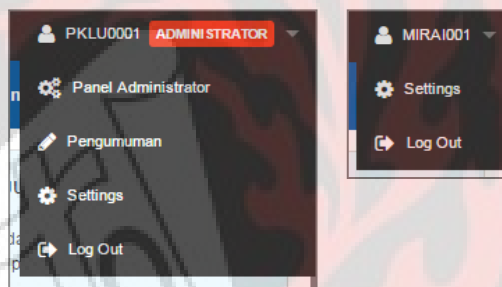 PKLU0001 ADMINISTRATOR
Panel Administrator
Pengumuman
Settings
Log Out
MIRAI001
Settings
Log Out